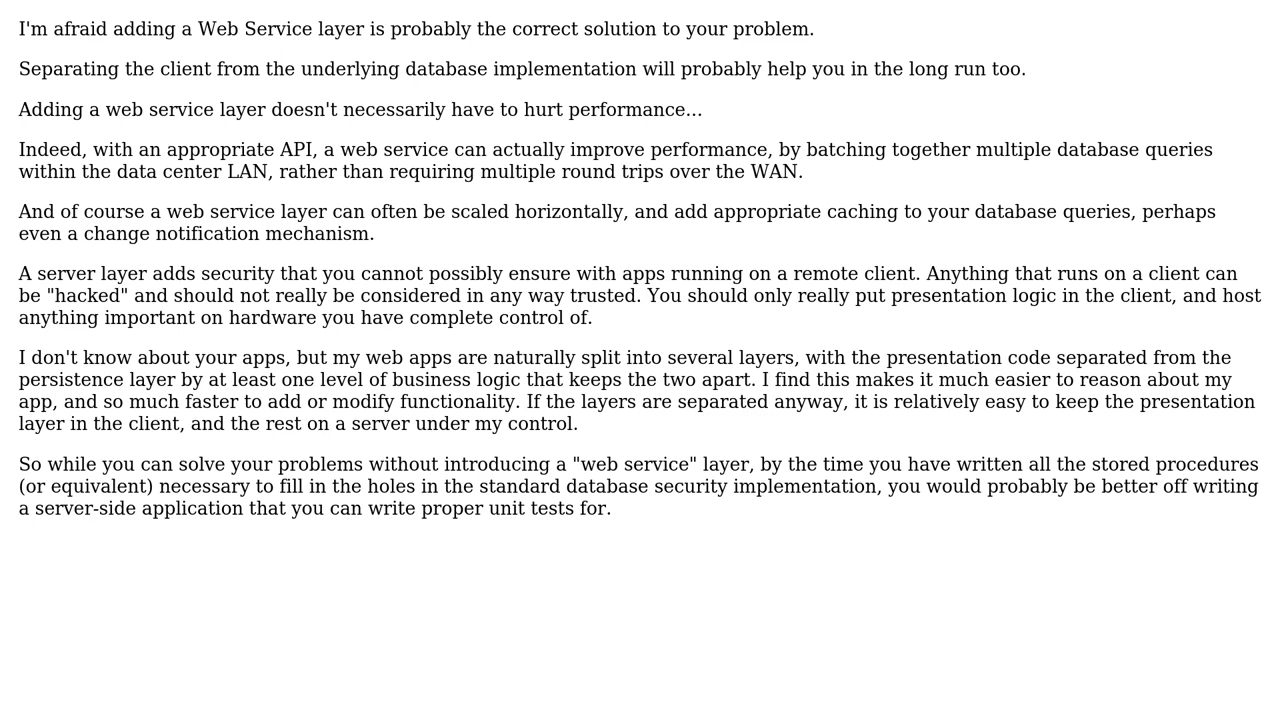 I'm afraid adding a Web Service layer is probably the correct solution to your problem.
Separating the client from the underlying database implementation will probably help you in the long run too.
Adding a web service layer doesn't necessarily have to hurt performance...
Indeed, with an appropriate API, a web service can actually improve performance, by batching together multiple database queries
within the data center LAN, rather than requiring multiple round trips over the WAN.
And of course a web service layer can often be scaled horizontally, and add appropriate caching to your database queries, perhaps
even a change notification mechanism.
A server layer adds security that you cannot possibly ensure with apps running on a remote client. Anything that runs on a client can
be "hacked" and should not really be considered in any way trusted. You should only really put presentation logic in the client, and host
anything important on hardware you have complete control of.
I don't know about your apps, but my web apps are naturally split into several layers, with the presentation code separated from the
persistence layer by at least one level of business logic that keeps the two apart. I find this makes it much easier to reason about my
app, and so much faster to add or modify functionality. If the layers are separated anyway, it is relatively easy to keep the presentation
layer in the client, and the rest on a server under my control.
So while you can solve your problems without introducing a "web service" layer, by the time you have written all the stored procedures
(or equivalent) necessary to fill in the holes in the standard database security implementation, you would probably be better off writing
a server-side application that you can write proper unit tests for.